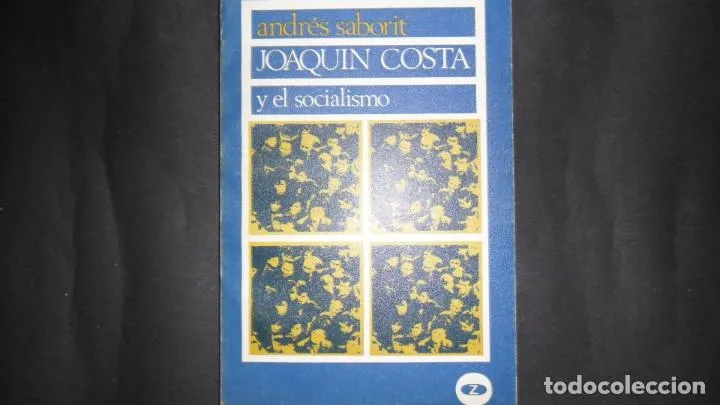 andrés saborit
JOAQUIN COSTA
y el socialismo
Z
todocoleccion